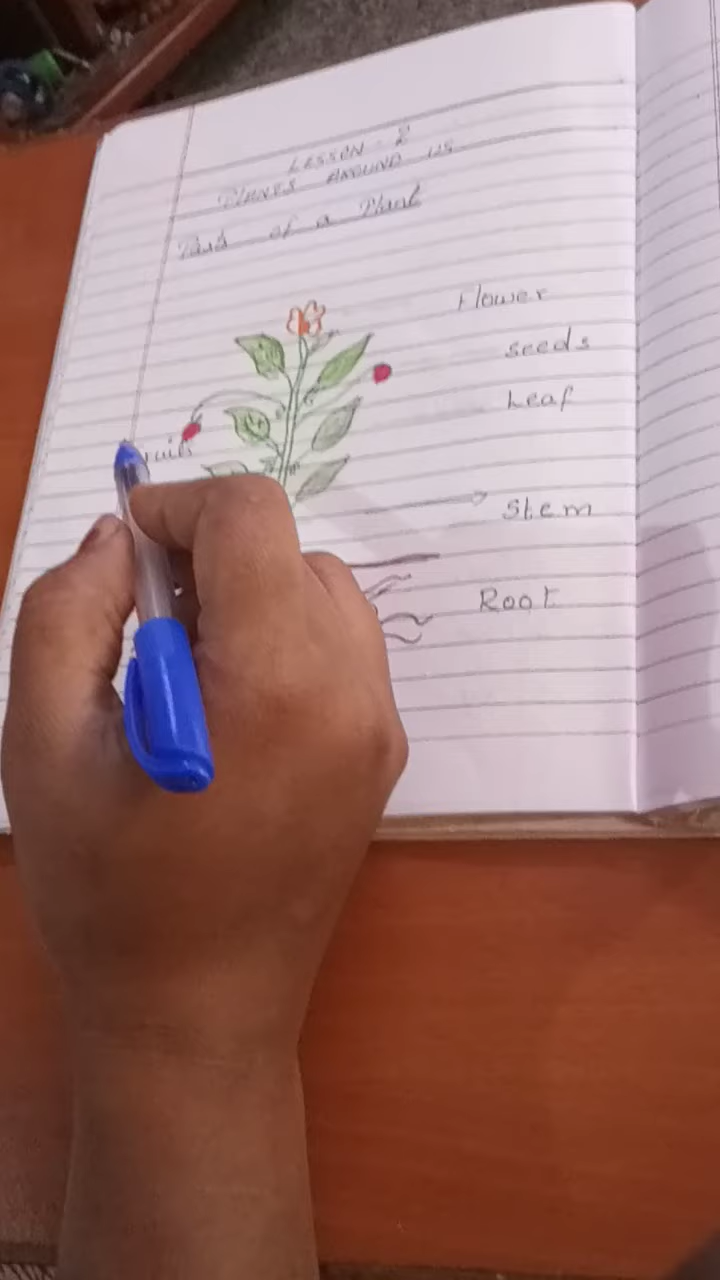 LESSON - 2
PLANTS AROUND US
Parts of a Plant
Flower
seeds
Leaf
Stem
Root